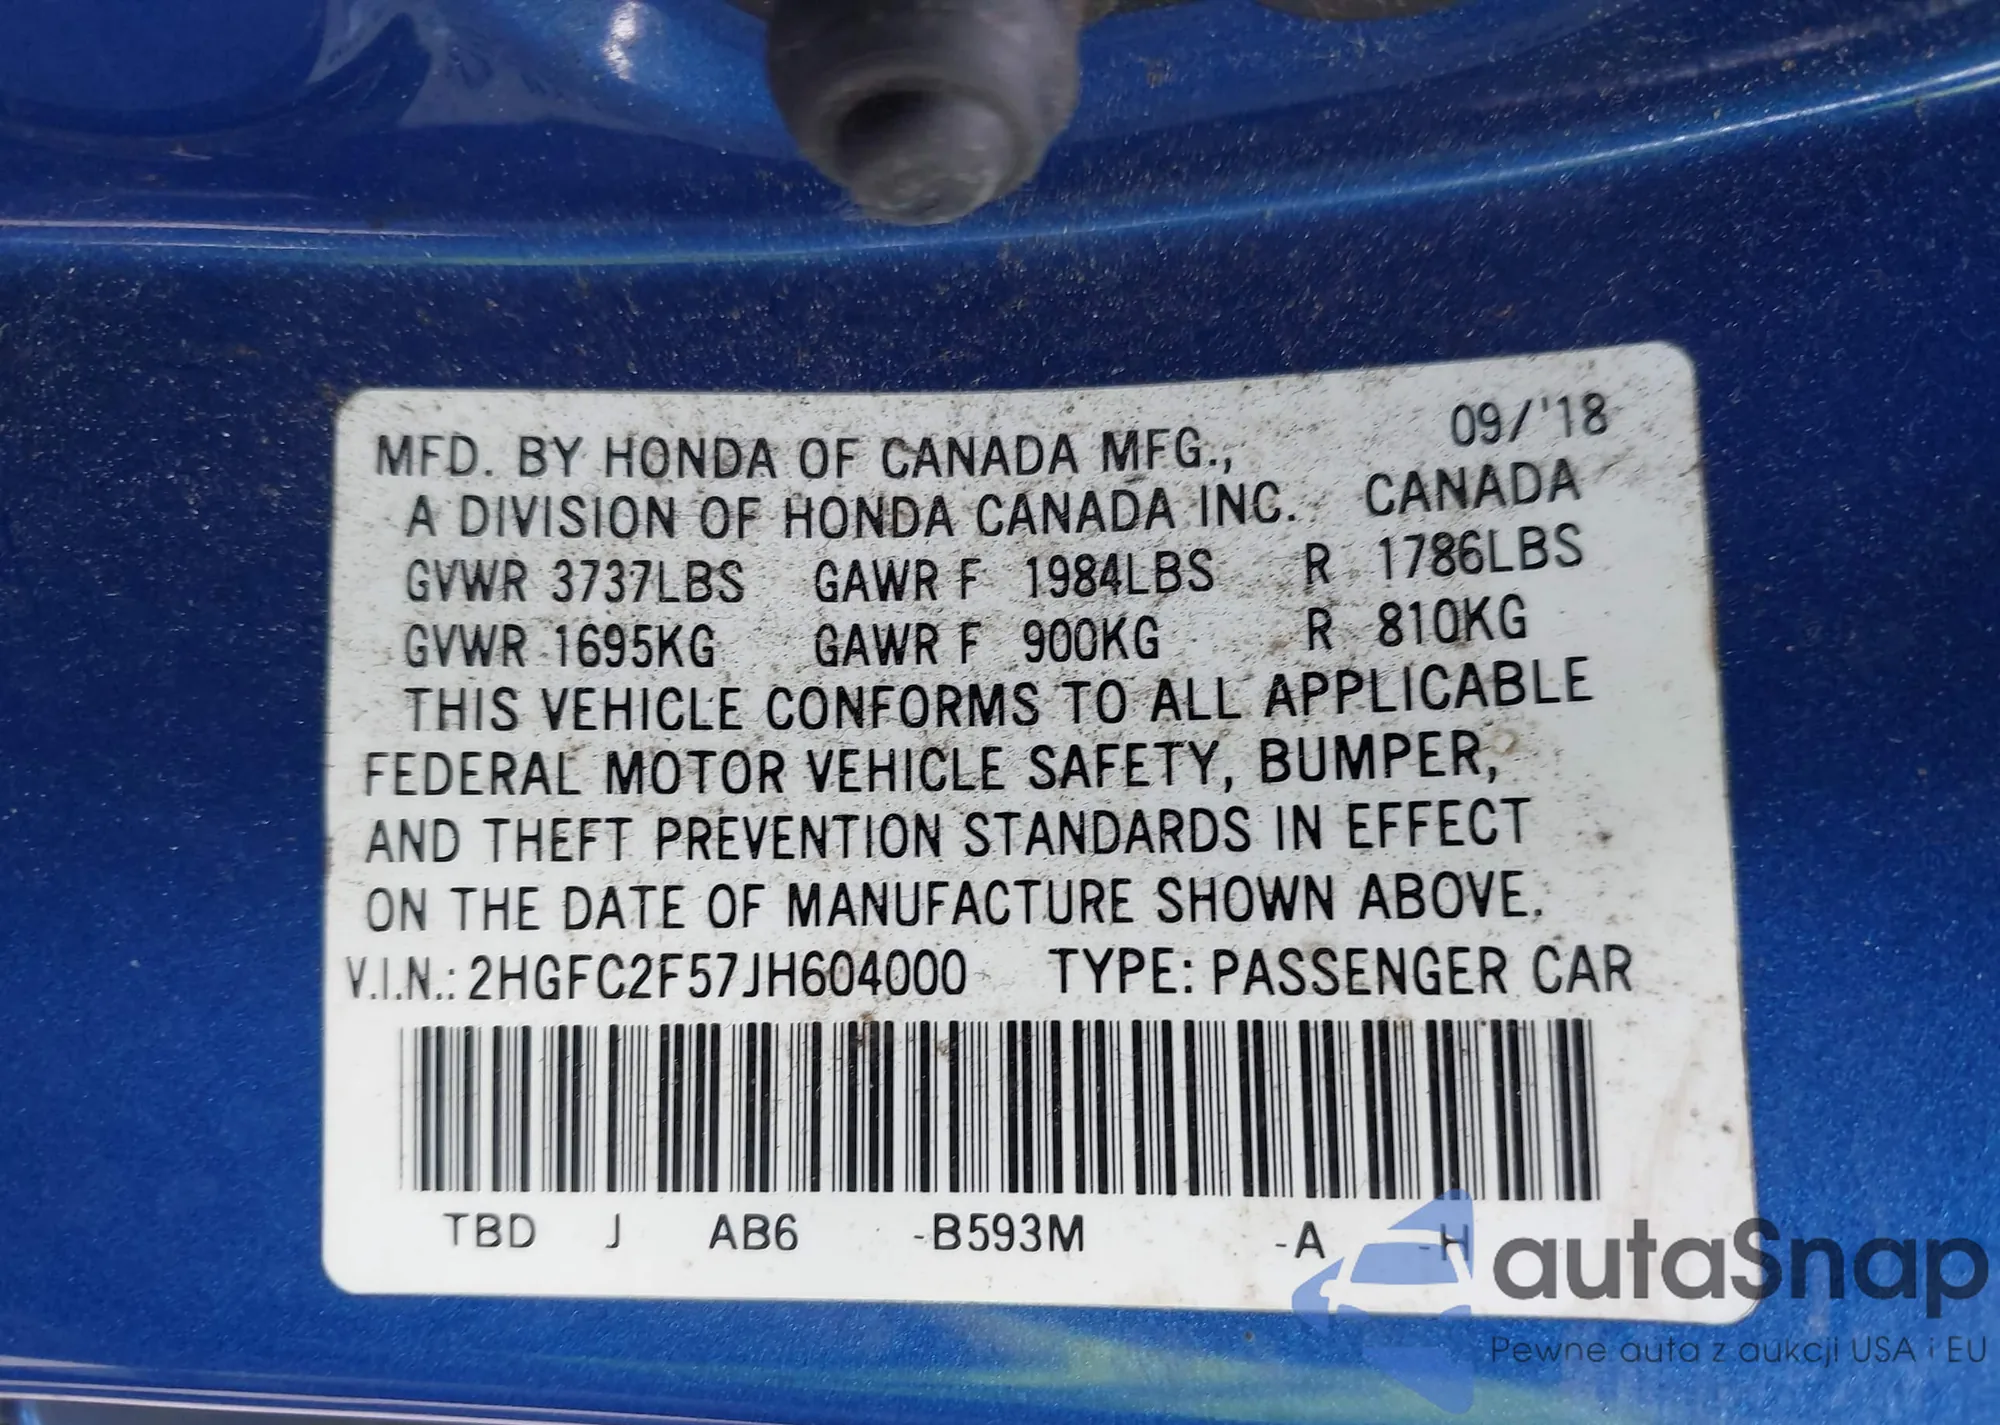 09/'18
MFD. BY HONDA OF CANADA MFG.,
A DIVISION OF HONDA CANADA INC. CANADA
GVWR 3737LBS GAWR F 1984LBS R 1786LBS
GVWR 1695KG GAWR F 900KG R 810KG
THIS VEHICLE CONFORMS TO ALL APPLICABLE
FEDERAL MOTOR VEHICLE SAFETY, BUMPER,
AND THEFT PREVENTION STANDARDS IN EFFECT
ON THE DATE OF MANUFACTURE SHOWN ABOVE.
V.I.N.: 2HGFC2F57JH604000 TYPE: PASSENGER CAR
TBD J AB6 -B593M -A -H
autaSnap
Pewne auta z aukcji USA i EU